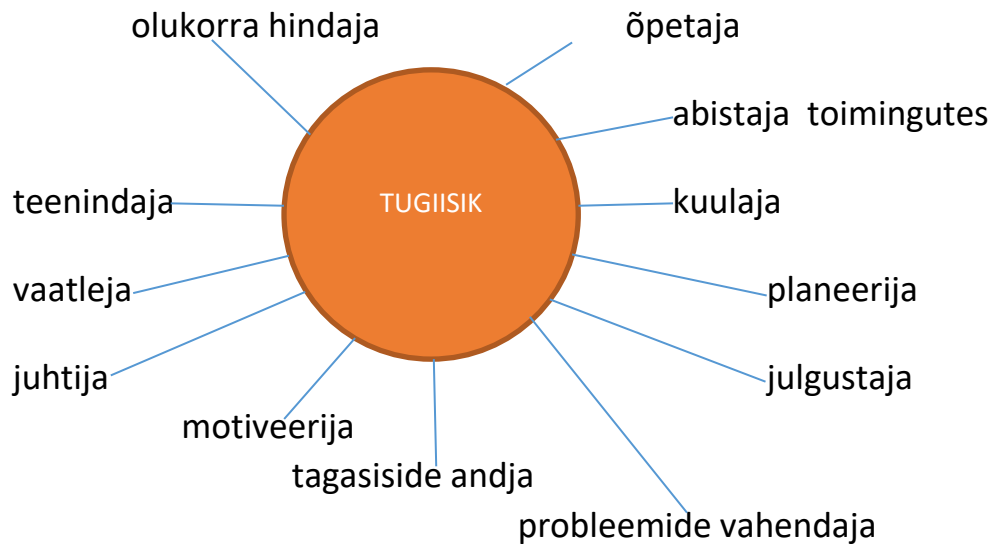 olukorra hindaja
õpetaja
abistaja  toimingutes
TUGIISIK
teenindaja
kuulaja
vaatleja
planeerija
juhtija
julgustaja
motiveerija
tagasiside andja
probleemide vahendaja